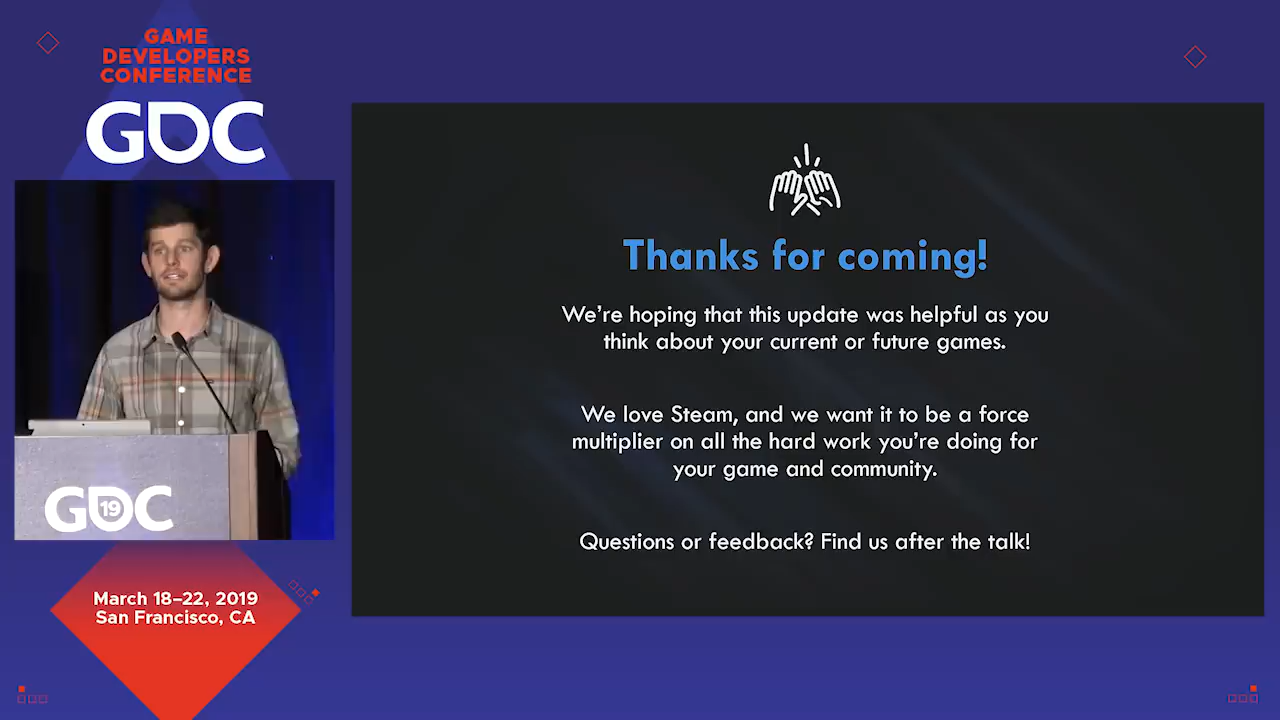 GAME
DEVELOPERS
CONFERENCE
GDC
GDC
19
March 18–22, 2019
San Francisco, CA
Thanks for coming!
We're hoping that this update was helpful as you
think about your current or future games.
We love Steam, and we want it to be a force
multiplier on all the hard work you're doing for
your game and community.
Questions or feedback? Find us after the talk!